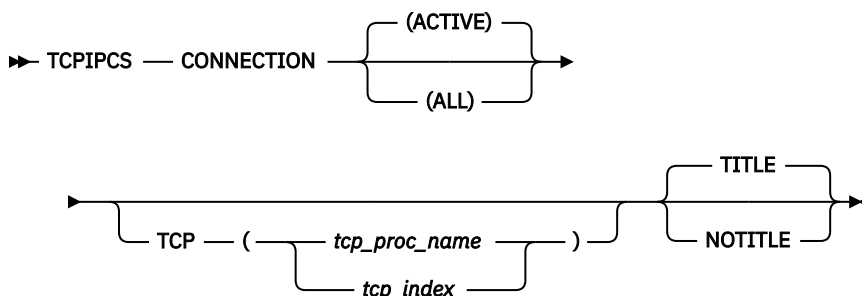 (ACTIVE)
TCPIPCS CONNECTION
(ALL)
TITLE
TCP ( tcp_proc_name ) NOTITLE
tcp_index